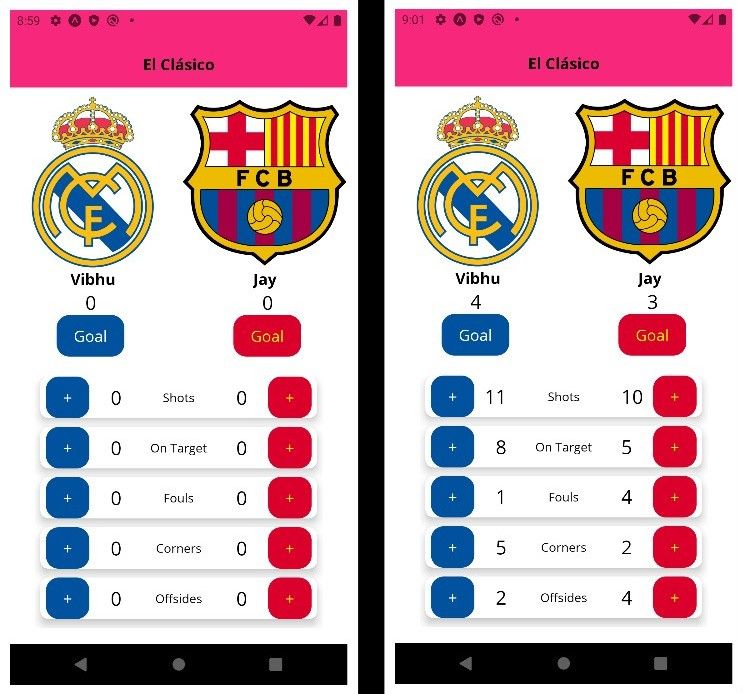 8:59
El Clásico
F C B
Vibhu Jay
0 0
Goal Goal
+ 0 Shots 0 +
+ 0 On Target 0 +
+ 0 Fouls 0 +
+ 0 Corners 0 +
+ 0 Offsides 0 +
9:01
El Clásico
F C B
Vibhu Jay
4 3
Goal Goal
+ 11 Shots 10 +
+ 8 On Target 5 +
+ 1 Fouls 4 +
+ 5 Corners 2 +
+ 2 Offsides 4 +